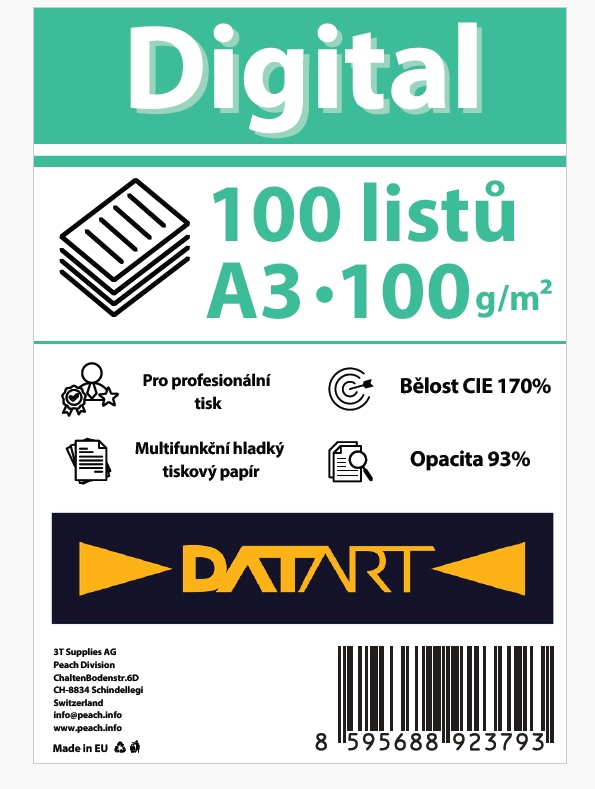 Digital
100 listů
A3•100 g/m²
Pro profesionální
tisk
Bělost CIE 170%
Multifunkční hladký
tiskový papír
Opacita 93%
DATART
3T Supplies AG
Peach Division
ChaltenBodenstr.6D
CH-8834 Schindellegi
Switzerland
info@peach.info
www.peach.info
Made in EU
8 595688 923793